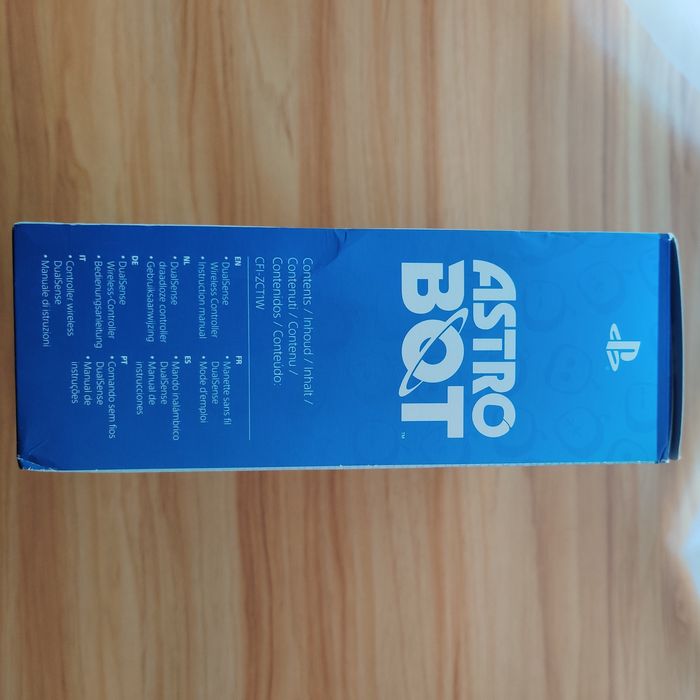 ASTRO
BOT™
Contents / Inhoud / Inhalt /
Contenuti / Contenu /
Contenidos / Conteúdo:
CFI-ZCT1W
EN
• DualSense
Wireless Controller
• Instruction manual
NL
• DualSense
draadloze controller
• Gebruiksaanwijzing
DE
• DualSense
Wireless-Controller
• Bedienungsanleitung
IT
• Controller wireless
DualSense
• Manuale di istruzioni
FR
• Manette sans fil
DualSense
• Mode d'emploi
ES
• Mando inalámbrico
DualSense
• Manual de
instrucciones
PT
• Comando sem fios
DualSense
• Manual de
instruções